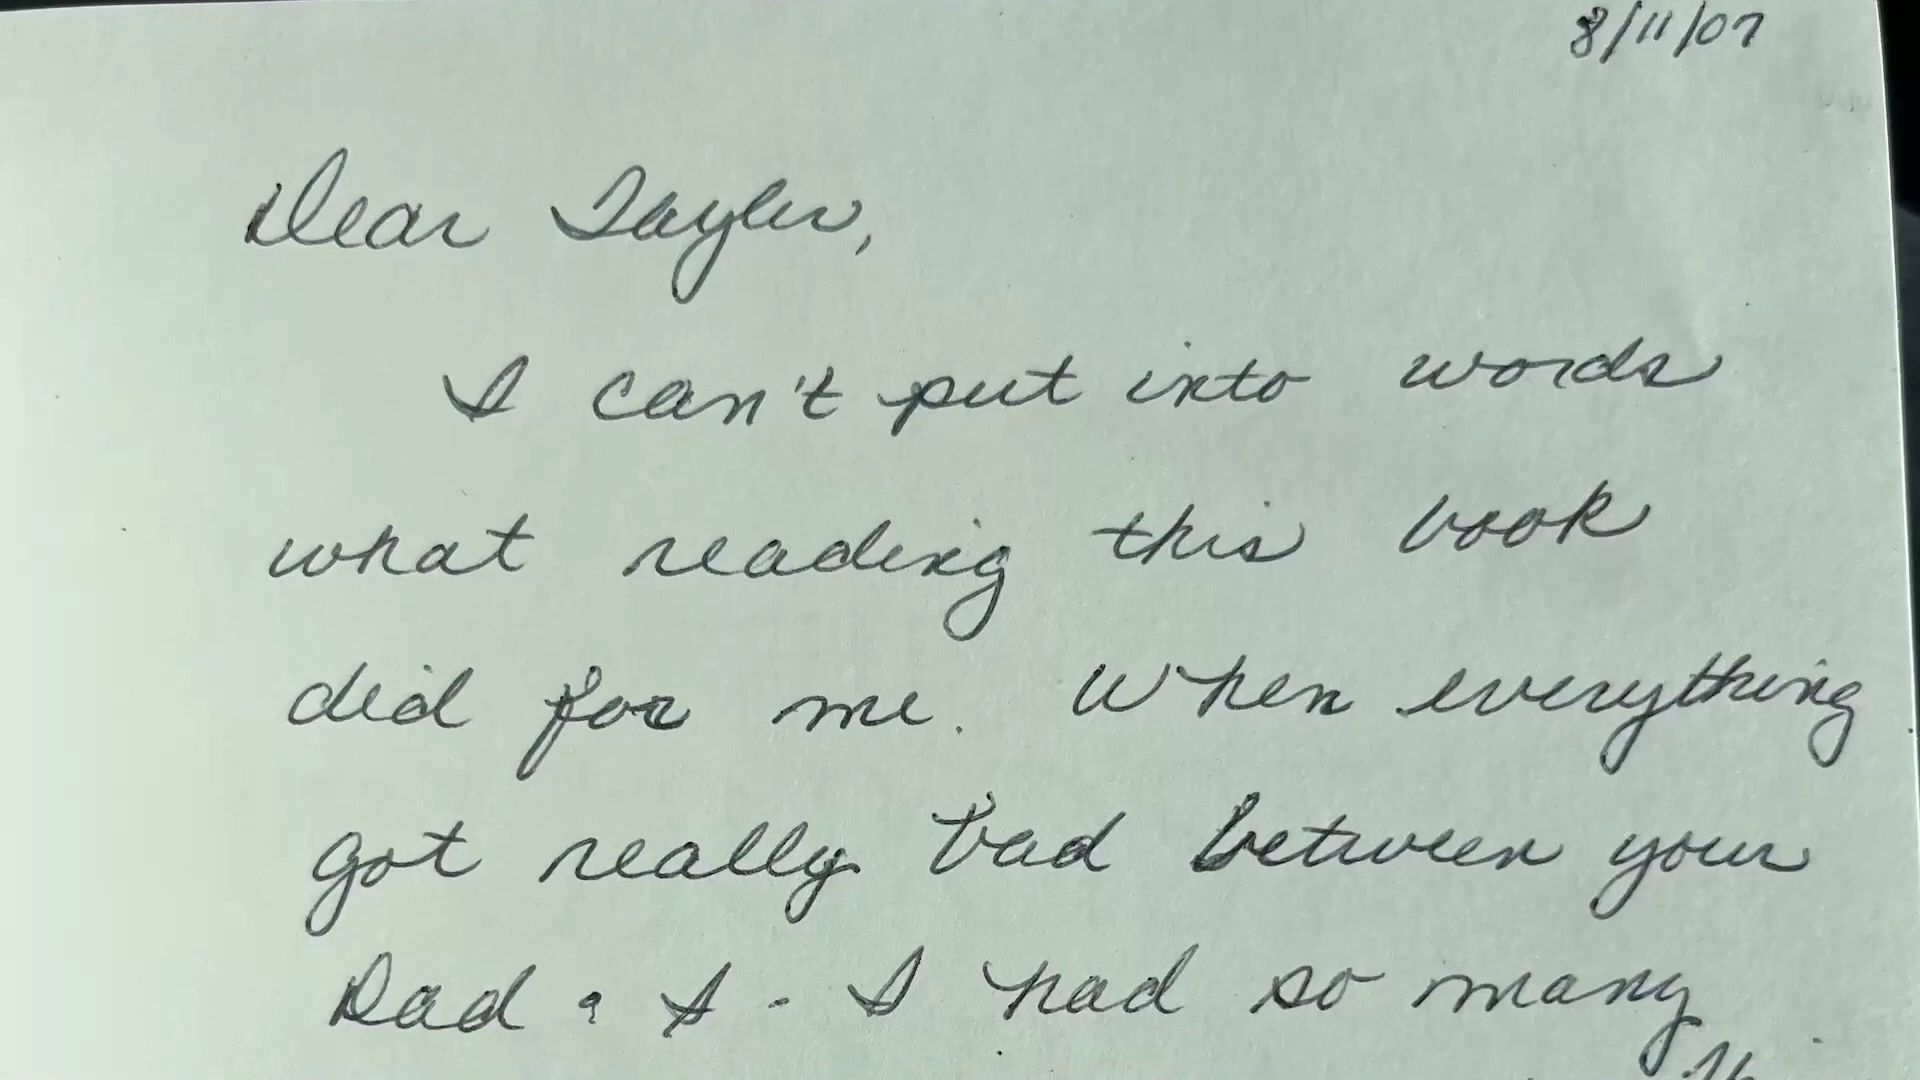 8/11/07
Dear Tayler,
I can't put into words
what reading this book
did for me. When everything
got really bad between your
Dad & I - I had so many